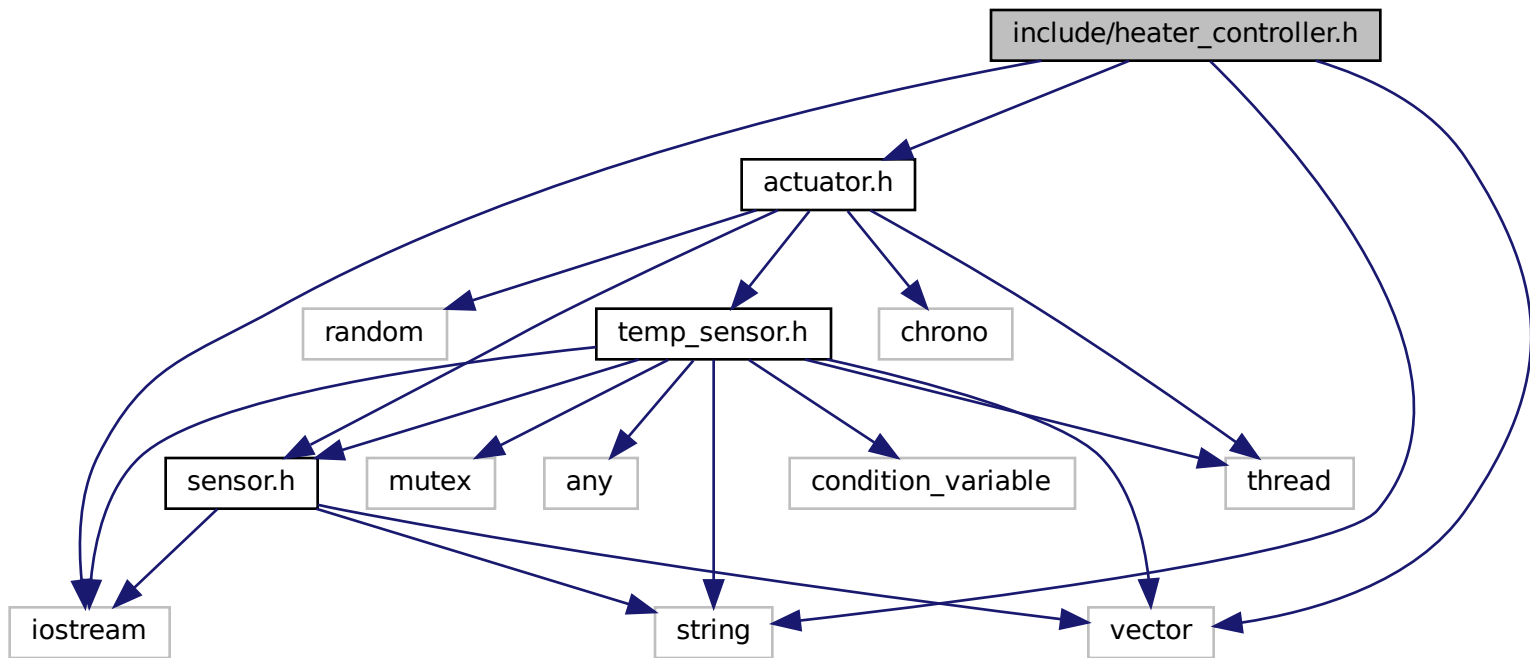 include/heater_controller.h
actuator.h
random
temp_sensor.h
chrono
sensor.h
mutex
any
condition_variable
thread
iostream
string
vector